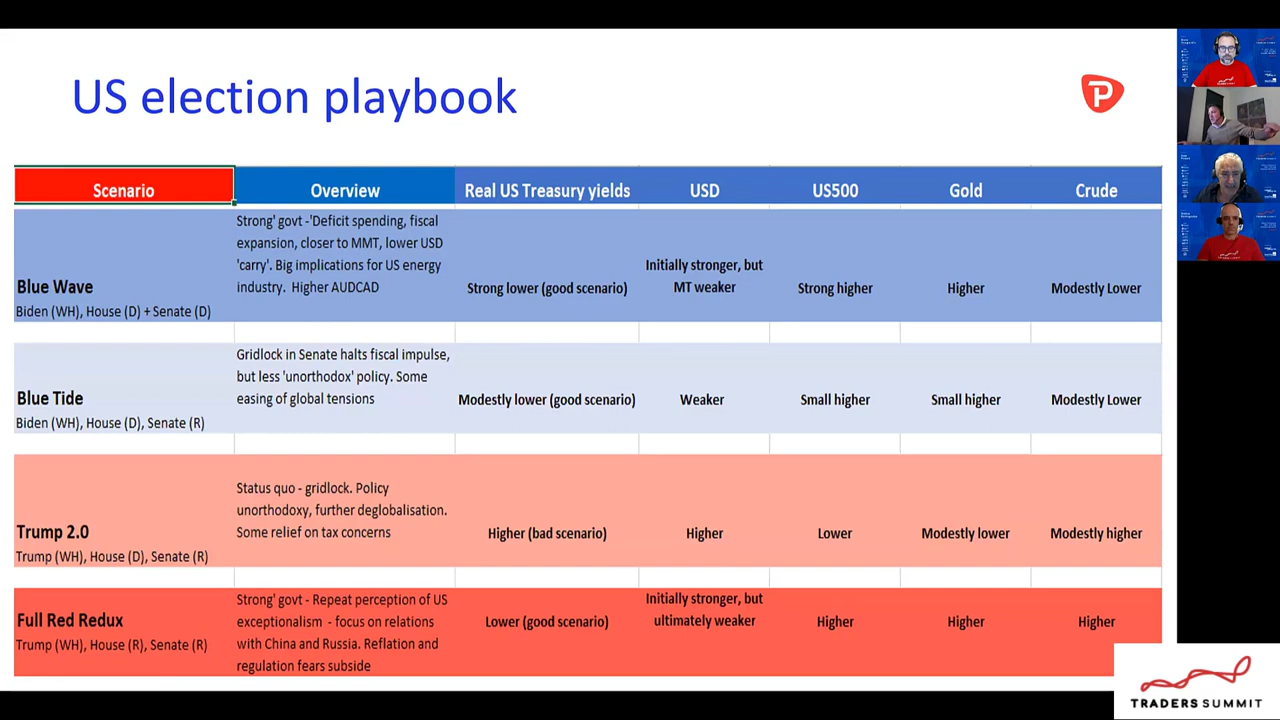 US election playbook
P
Scenario
Overview
Real US Treasury yields
USD
US500
Gold
Crude
Strong' govt -'Deficit spending, fiscal
expansion, closer to MMT, lower USD
'carry'. Big implications for US energy
industry.  Higher AUDCAD
Blue Wave
Biden (WH), House (D) + Senate (D)
Strong lower (good scenario)
Initially stronger, but
MT weaker
Strong higher
Higher
Modestly Lower
Gridlock in Senate halts fiscal impulse,
but less 'unorthodox' policy. Some
easing of global tensions
Blue Tide
Biden (WH), House (D), Senate (R)
Modestly lower (good scenario)
Weaker
Small higher
Small higher
Modestly Lower
Status quo - gridlock. Policy
unorthodoxy, further deglobalisation.
Some relief on tax concerns
Trump 2.0
Trump (WH), House (D), Senate (R)
Higher (bad scenario)
Higher
Lower
Modestly lower
Modestly higher
Strong' govt - Repeat perception of US
exceptionalism  - focus on relations
with China and Russia. Reflation and
regulation fears subside
Full Red Redux
Trump (WH), House (R), Senate (R)
Lower (good scenario)
Initially stronger, but
ultimately weaker
Higher
Higher
Higher
TRADERS SUMMIT